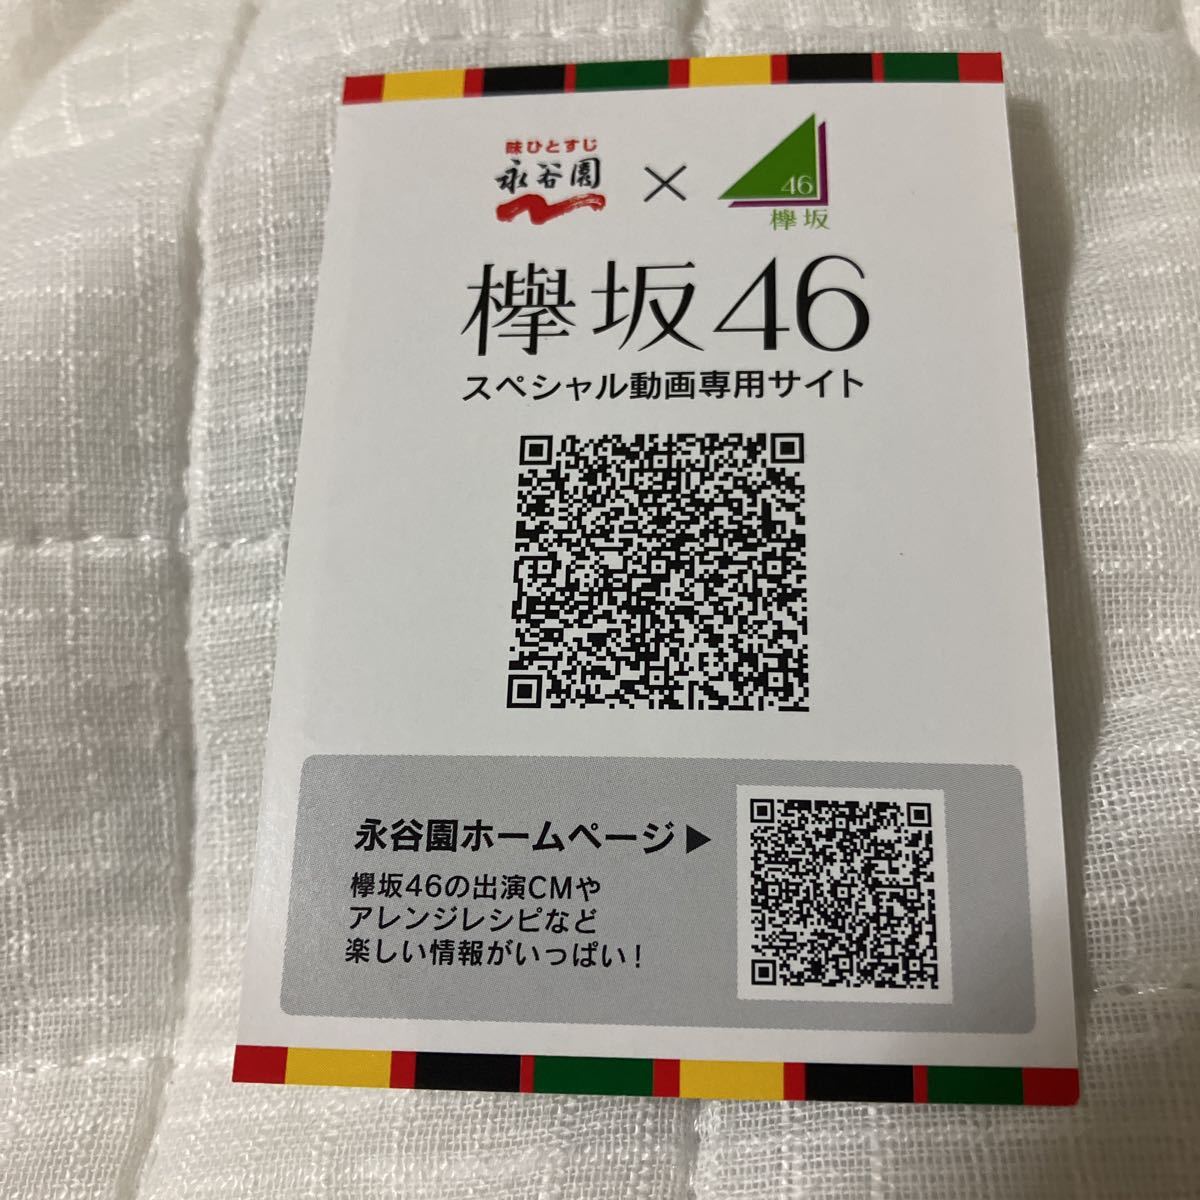 味ひとすじ
永谷園
×
46
欅坂
欅坂46
スペシャル動画専用サイト
永谷園ホームページ▶
欅坂46の出演CMや
アレンジレシピなど
楽しい情報がいっぱい！